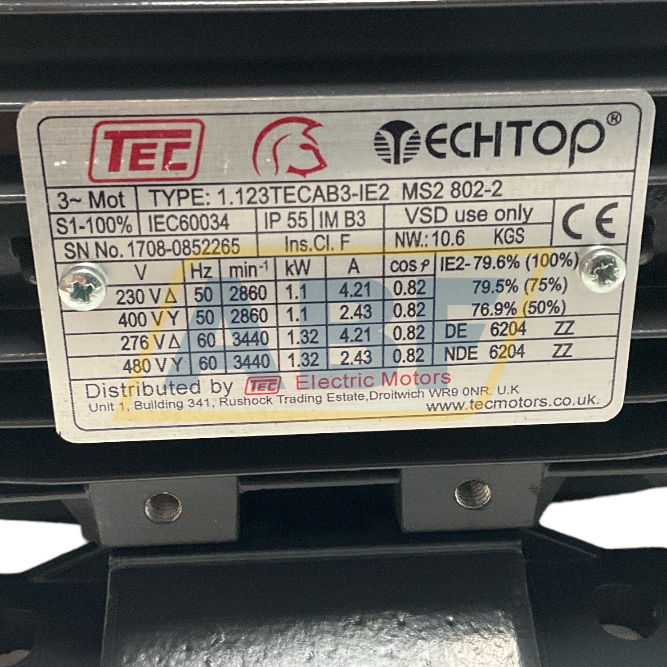 TEC TECHTOP®
3~ Mot TYPE: 1.123TECAB3-IE2 MS2 802-2
S1-100% IEC60034 IP 55 IM B3 VSD use only CE
SN No. 1708-0852265 Ins.Cl. F NW.: 10.6 KGS
V Hz min-1 kW A cos φ IE2- 79.6% (100%)
230 V Δ 50 2860 1.1 4.21 0.82 79.5% (75%)
400 V Y 50 2860 1.1 2.43 0.82 76.9% (50%)
276 V Δ 60 3440 1.32 4.21 0.82 DE 6204 ZZ
480 V Y 60 3440 1.32 2.43 0.82 NDE 6204 ZZ
Distributed by TEC Electric Motors
Unit 1, Building 341, Rushock Trading Estate,Droitwich WR9 0NR. U.K
www.tecmotors.co.uk.
ABF